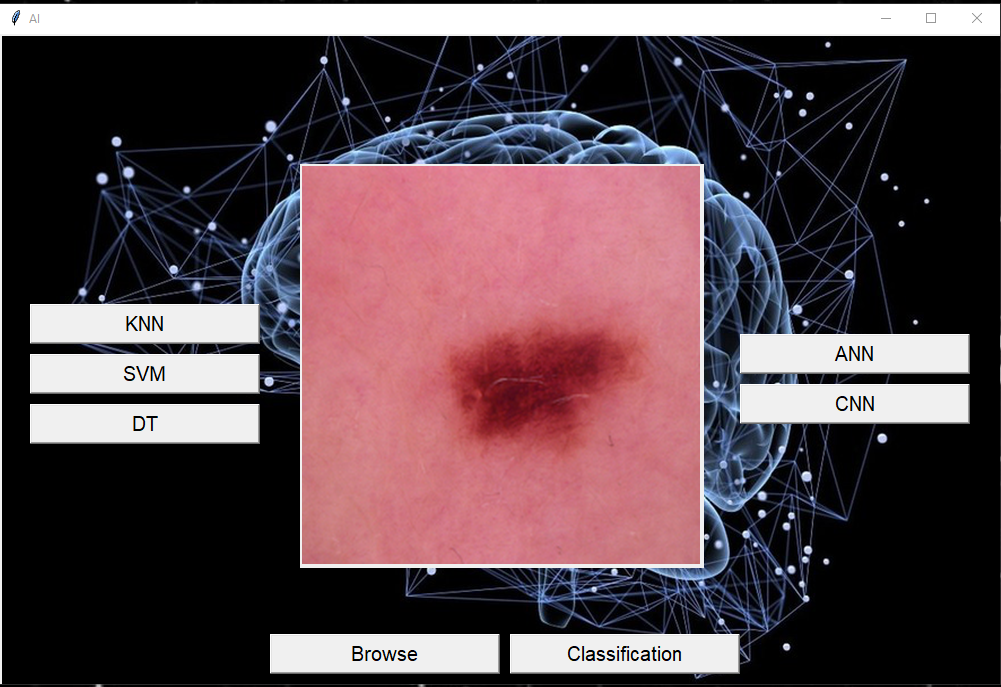 AI
KNN
SVM
DT
ANN
CNN
Browse
Classification